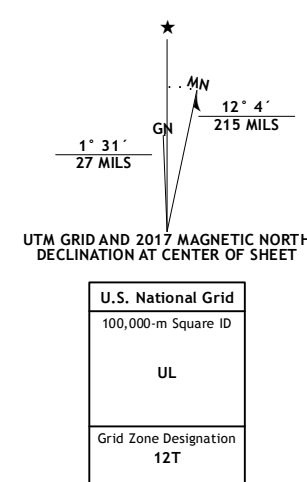 ★
MN
GN
12° 4´
215 MILS
1° 31´
27 MILS
UTM GRID AND 2017 MAGNETIC NORTH
DECLINATION AT CENTER OF SHEET
U.S. National Grid
100,000-m Square ID
UL
Grid Zone Designation
12T